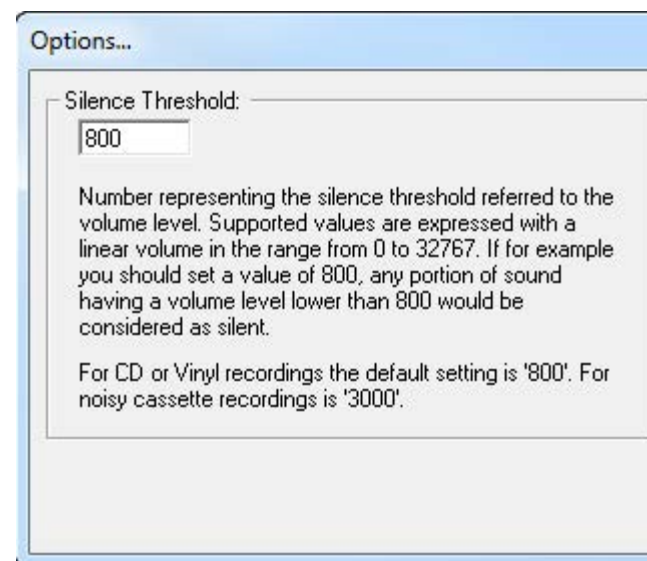 Options...
Silence Threshold:
800
Number representing the silence threshold referred to the
volume level. Supported values are expressed with a
linear volume in the range from 0 to 32767. If for example
you should set a value of 800, any portion of sound
having a volume level lower than 800 would be
considered as silent.
For CD or Vinyl recordings the default setting is '800'. For
noisy cassette recordings is '3000'.